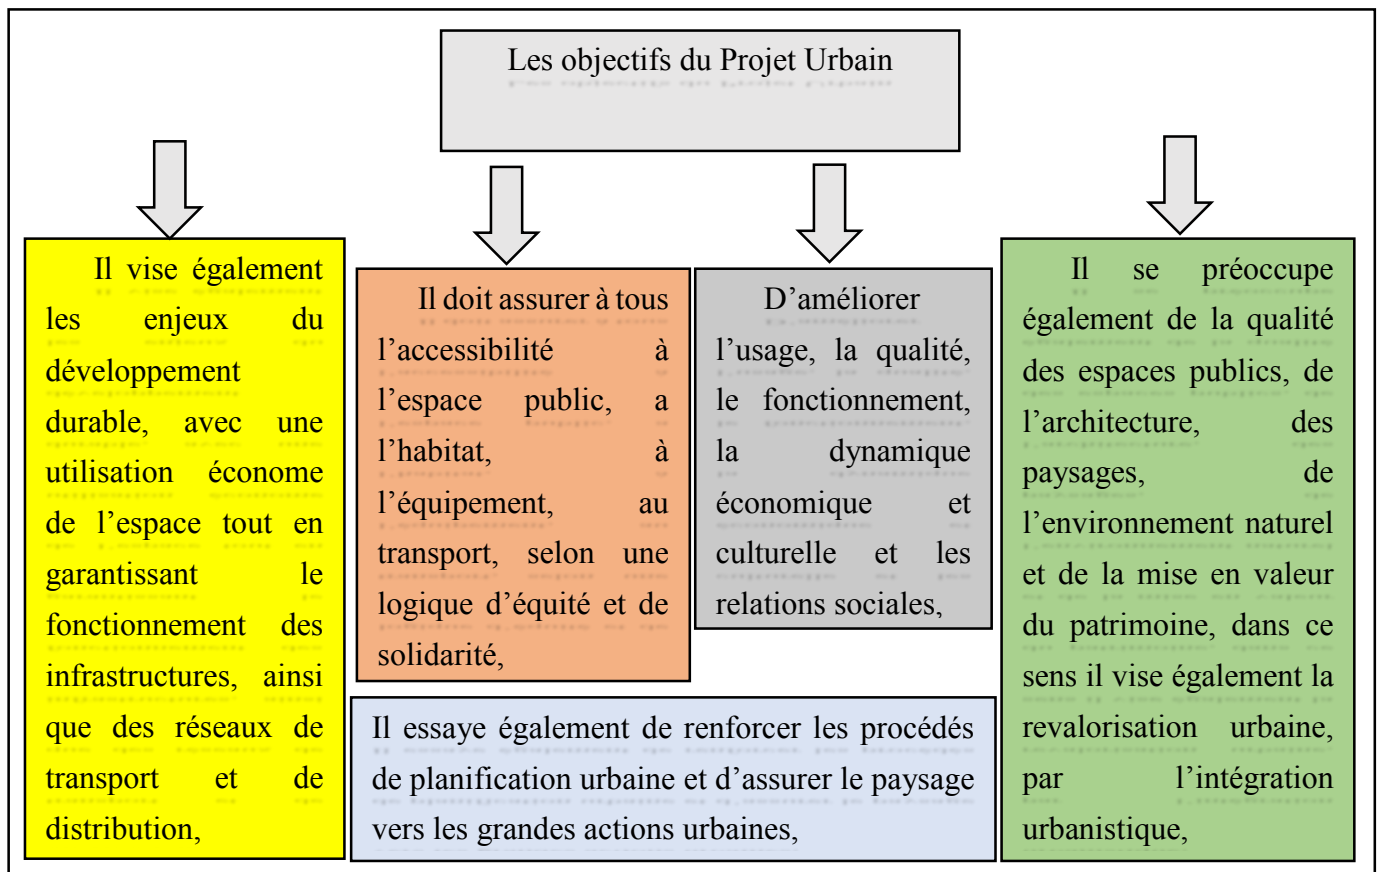 Les objectifs du Projet Urbain
Il vise également
les enjeux du
développement
durable, avec une
utilisation économe
de l’espace tout en
garantissant le
fonctionnement des
infrastructures, ainsi
que des réseaux de
transport et de
distribution,
Il doit assurer à tous
l’accessibilité à
l’espace public, a
l’habitat, à
l’équipement, au
transport, selon une
logique d’équité et de
solidarité,
D’améliorer
l’usage, la qualité,
le fonctionnement,
la dynamique
économique et
culturelle et les
relations sociales,
Il se préoccupe
également de la qualité
des espaces publics, de
l’architecture, des
paysages, de
l’environnement naturel
et de la mise en valeur
du patrimoine, dans ce
sens il vise également la
revalorisation urbaine,
par l’intégration
urbanistique,
Il essaye également de renforcer les procédés
de planification urbaine et d’assurer le paysage
vers les grandes actions urbaines,